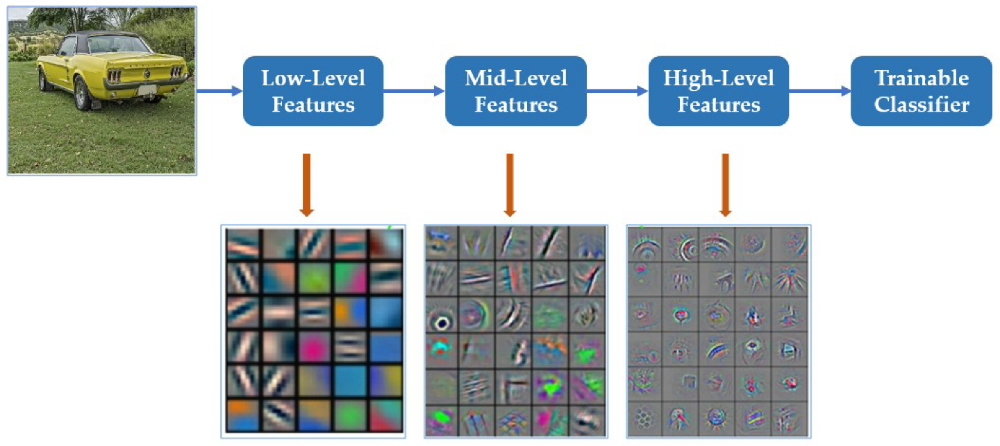 Low-Level
Features
Mid-Level
Features
High-Level
Features
Trainable
Classifier